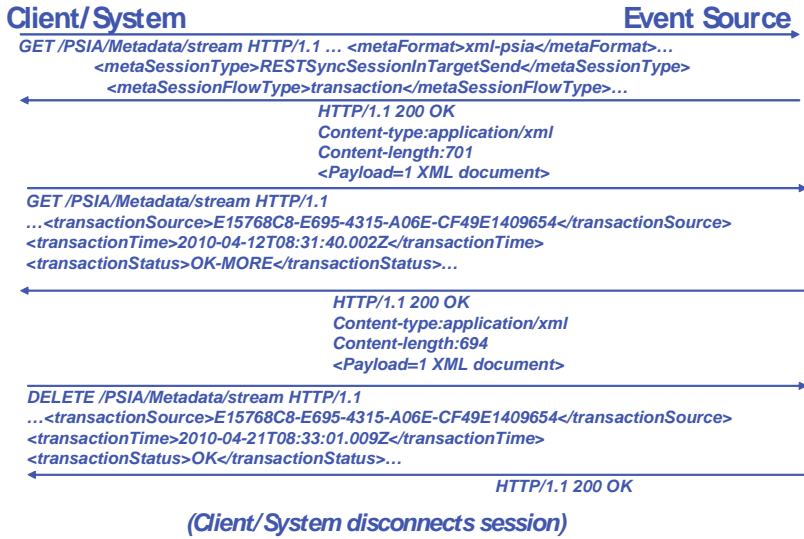 Client/System Event Source
GET /PSIA/Metadata/stream HTTP/1.1 … <metaFormat>xml-psia</metaFormat>…
<metaSessionType>RESTSyncSessionInTargetSend</metaSessionType>
<metaSessionFlowType>transaction</metaSessionFlowType>…
HTTP/1.1 200 OK
Content-type:application/xml
Content-length:701
<Payload=1 XML document>
GET /PSIA/Metadata/stream HTTP/1.1
…<transactionSource>E15768C8-E695-4315-A06E-CF49E1409654</transactionSource>
<transactionTime>2010-04-12T08:31:40.002Z</transactionTime>
<transactionStatus>OK-MORE</transactionStatus>…
HTTP/1.1 200 OK
Content-type:application/xml
Content-length:694
<Payload=1 XML document>
DELETE /PSIA/Metadata/stream HTTP/1.1
…<transactionSource>E15768C8-E695-4315-A06E-CF49E1409654</transactionSource>
<transactionTime>2010-04-21T08:33:01.009Z</transactionTime>
<transactionStatus>OK</transactionStatus>…
HTTP/1.1 200 OK
(Client/System disconnects session)